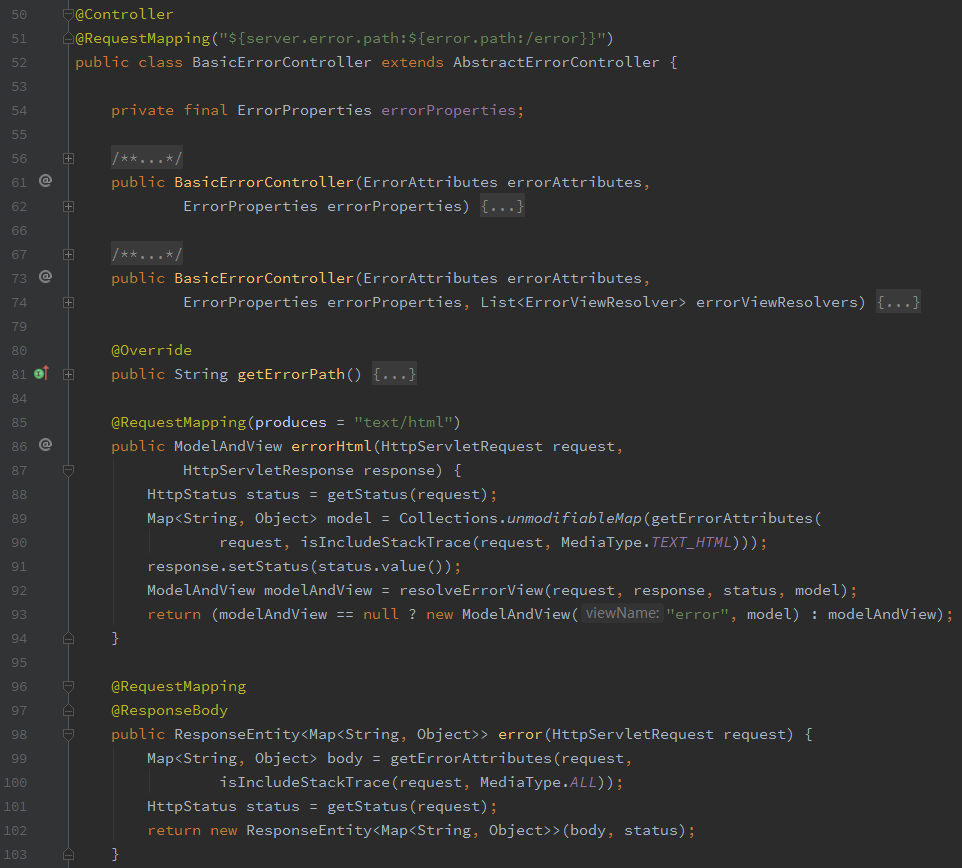 50 @Controller
51 @RequestMapping("${server.error.path:${error.path:/error}}")
52 public class BasicErrorController extends AbstractErrorController {
53
54     private final ErrorProperties errorProperties;
55
56     /**...*/
61 @   public BasicErrorController(ErrorAttributes errorAttributes,
62             ErrorProperties errorProperties) {...}
66
67     /**...*/
73 @   public BasicErrorController(ErrorAttributes errorAttributes,
74             ErrorProperties errorProperties, List<ErrorViewResolver> errorViewResolvers) {...}
79
80     @Override
81     public String getErrorPath() {...}
84
85     @RequestMapping(produces = "text/html")
86 @   public ModelAndView errorHtml(HttpServletRequest request,
87             HttpServletResponse response) {
88         HttpStatus status = getStatus(request);
89         Map<String, Object> model = Collections.unmodifiableMap(getErrorAttributes(
90                 request, isIncludeStackTrace(request, MediaType.TEXT_HTML)));
91         response.setStatus(status.value());
92         ModelAndView modelAndView = resolveErrorView(request, response, status, model);
93         return (modelAndView == null ? new ModelAndView( viewName: "error", model) : modelAndView);
94     }
95
96     @RequestMapping
97     @ResponseBody
98     public ResponseEntity<Map<String, Object>> error(HttpServletRequest request) {
99         Map<String, Object> body = getErrorAttributes(request,
100                 isIncludeStackTrace(request, MediaType.ALL));
101         HttpStatus status = getStatus(request);
102         return new ResponseEntity<Map<String, Object>>(body, status);
103     }